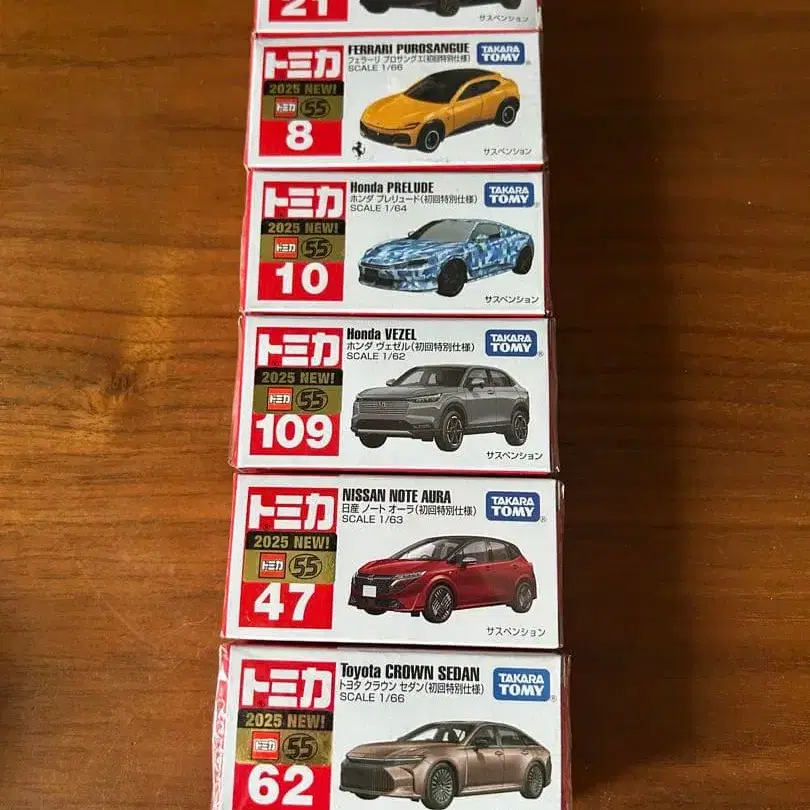 21
サスペンション
トミカ
2025 NEW!
トミカ 55
8
FERRARI PUROSANGUE
フェラーリ プロサングエ(初回特別仕様)
SCALE 1/66
TAKARA
TOMY
サスペンション
トミカ
2025 NEW!
トミカ 55
10
Honda PRELUDE
ホンダ プレリュード(初回特別仕様)
SCALE 1/64
TAKARA
TOMY
サスペンション
トミカ
2025 NEW!
トミカ 55
109
Honda VEZEL
ホンダ ヴェゼル(初回特別仕様)
SCALE 1/62
TAKARA
TOMY
サスペンション
トミカ
2025 NEW!
トミカ 55
47
NISSAN NOTE AURA
日産 ノート オーラ(初回特別仕様)
SCALE 1/63
TAKARA
TOMY
サスペンション
トミカ
2025 NEW!
トミカ 55
62
Toyota CROWN SEDAN
トヨタ クラウン セダン(初回特別仕様)
SCALE 1/66
TAKARA
TOMY